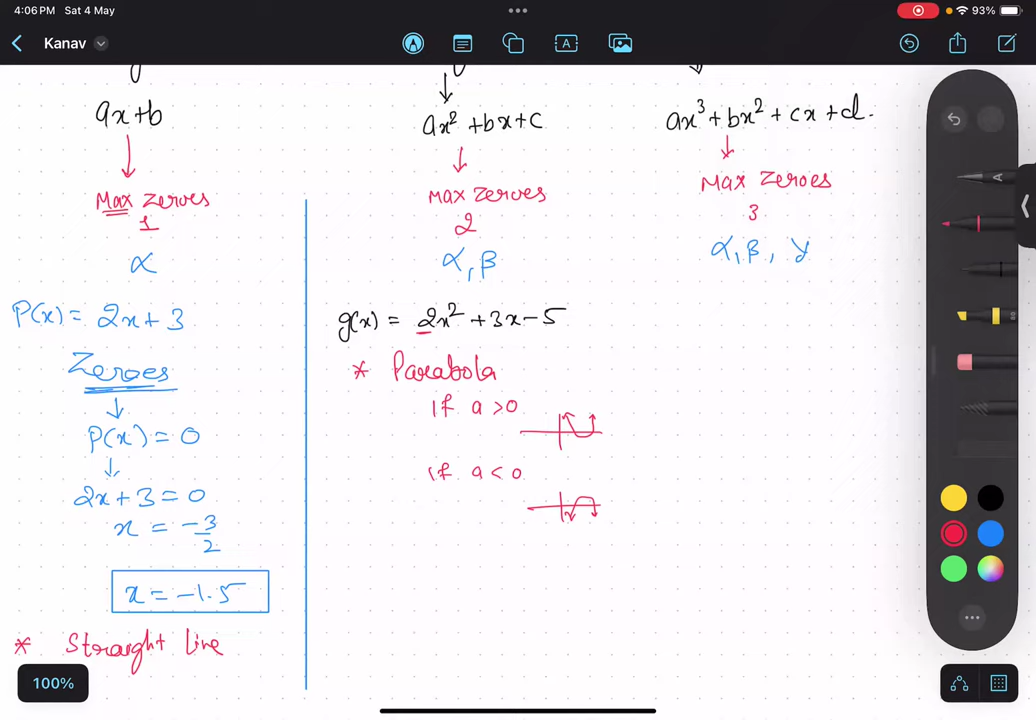 4:06 PM Sat 4 May
93%
Kanav
A
ax+b
Max zeroes
1
α
P(x) = 2x + 3
Zeroes
P(x) = 0
2x + 3 = 0
x = -3/2
x = -1.5
* Straight Line
ax² + bx + c
Max zeroes
2
α, β
g(x) = 2x² + 3x - 5
* Parabola
If a > 0
If a < 0
ax³ + bx² + cx + d.
Max zeroes
3
α, β, γ
A
100%